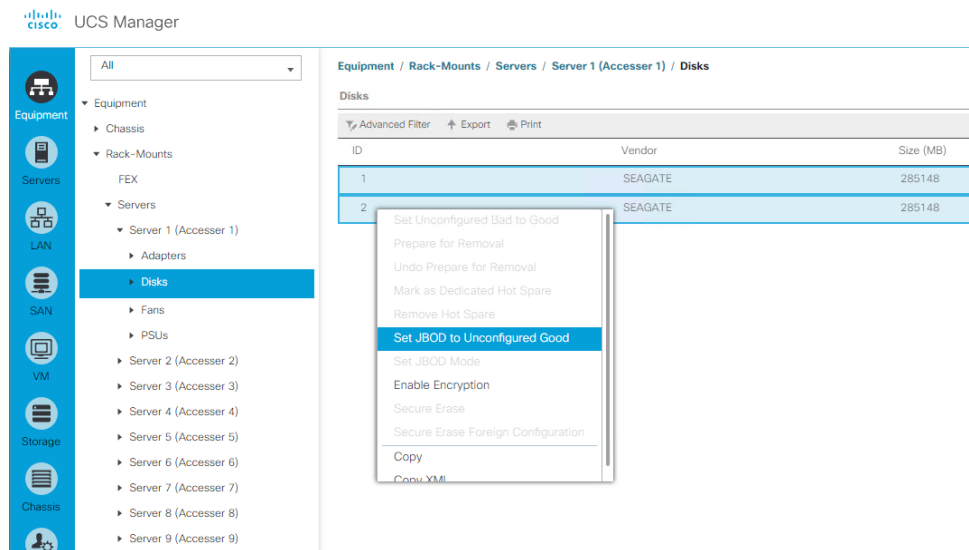 cisco
UCS Manager
Equipment
Servers
LAN
SAN
VM
Storage
Chassis
All
Equipment
Chassis
Rack-Mounts
FEX
Servers
Server 1 (Accesser 1)
Adapters
Disks
Fans
PSUs
Server 2 (Accesser 2)
Server 3 (Accesser 3)
Server 4 (Accesser 4)
Server 5 (Accesser 5)
Server 6 (Accesser 6)
Server 7 (Accesser 7)
Server 8 (Accesser 8)
Server 9 (Accesser 9)
Equipment / Rack-Mounts / Servers / Server 1 (Accesser 1) / Disks
Disks
Advanced Filter Export Print
ID Vendor Size (MB)
1 SEAGATE 285148
2 SEAGATE 285148
Set Unconfigured Bad to Good
Prepare for Removal
Undo Prepare for Removal
Mark as Dedicated Hot Spare
Remove Hot Spare
Set JBOD to Unconfigured Good
Set JBOD Mode
Enable Encryption
Secure Erase
Secure Erase Foreign Configuration
Copy
Copy XML